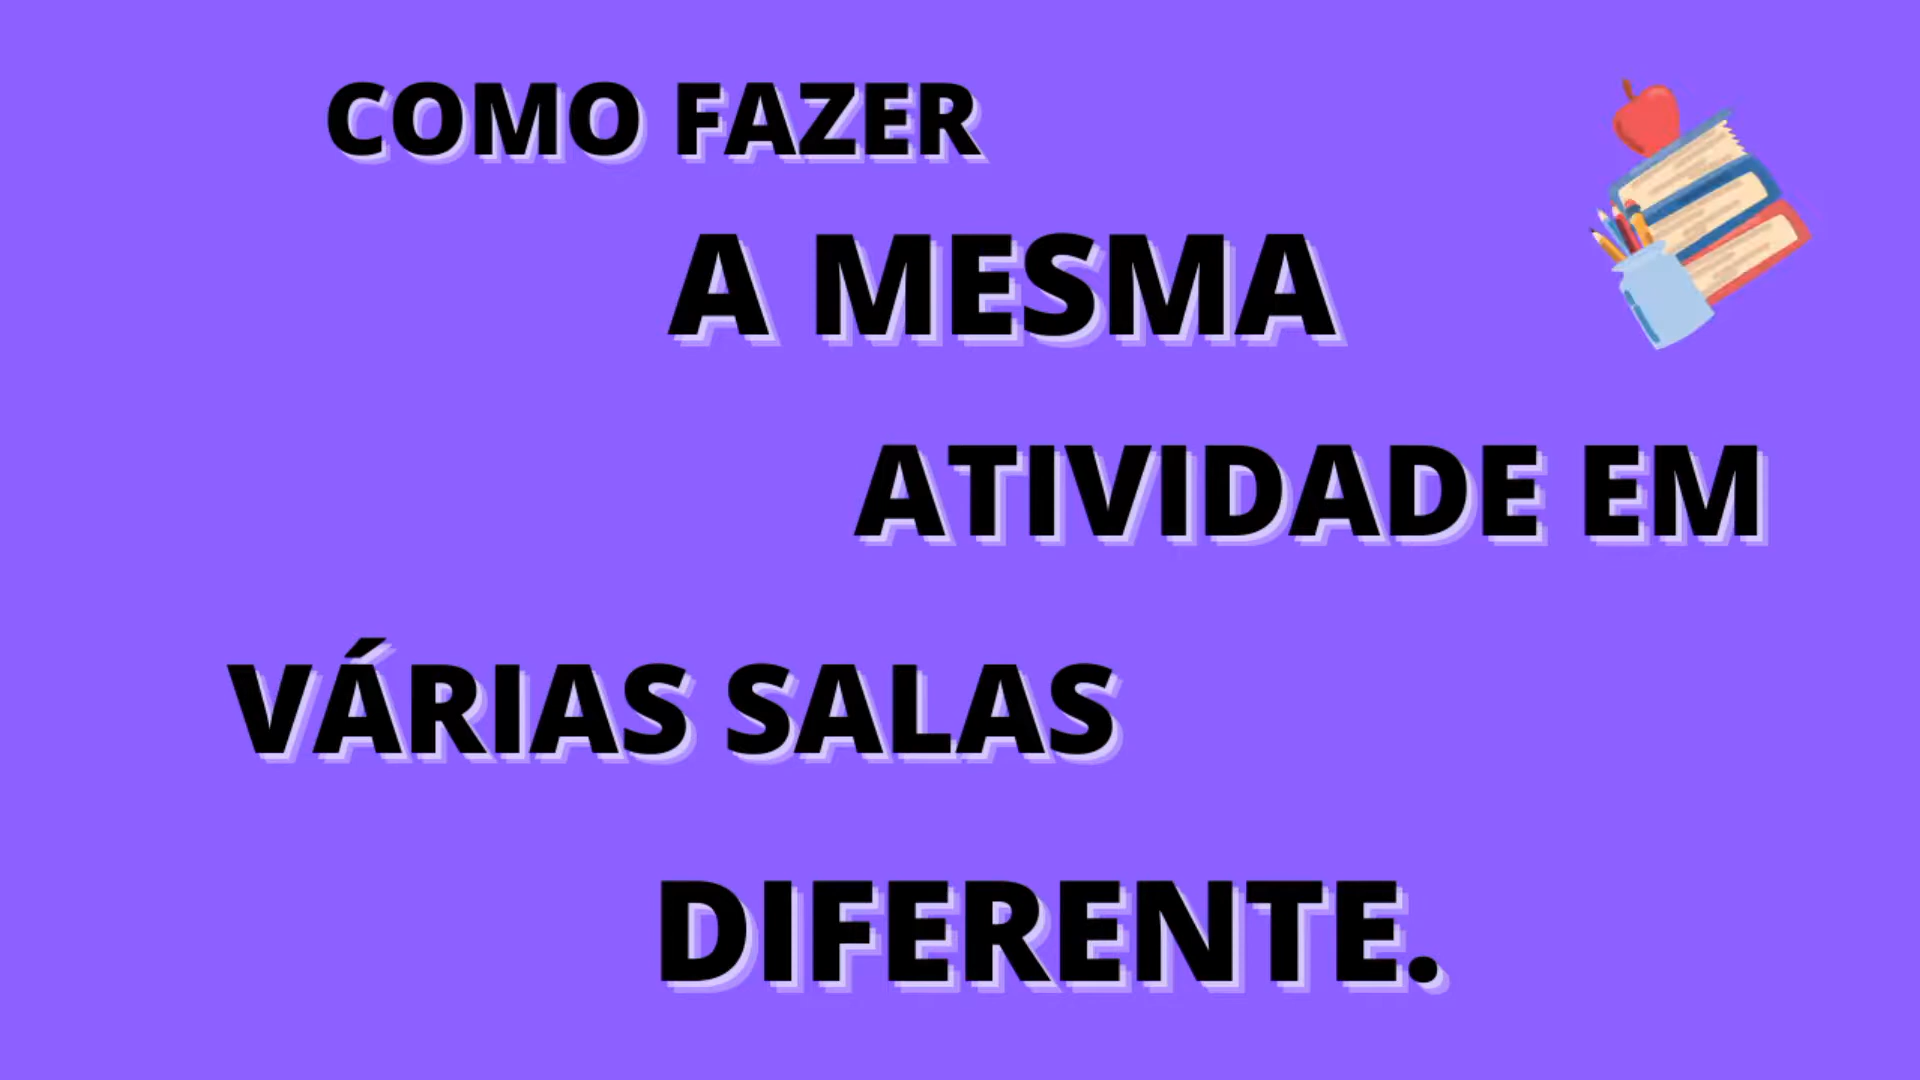 COMO FAZER
A MESMA
ATIVIDADE EM
VÁRIAS SALAS
DIFERENTE.